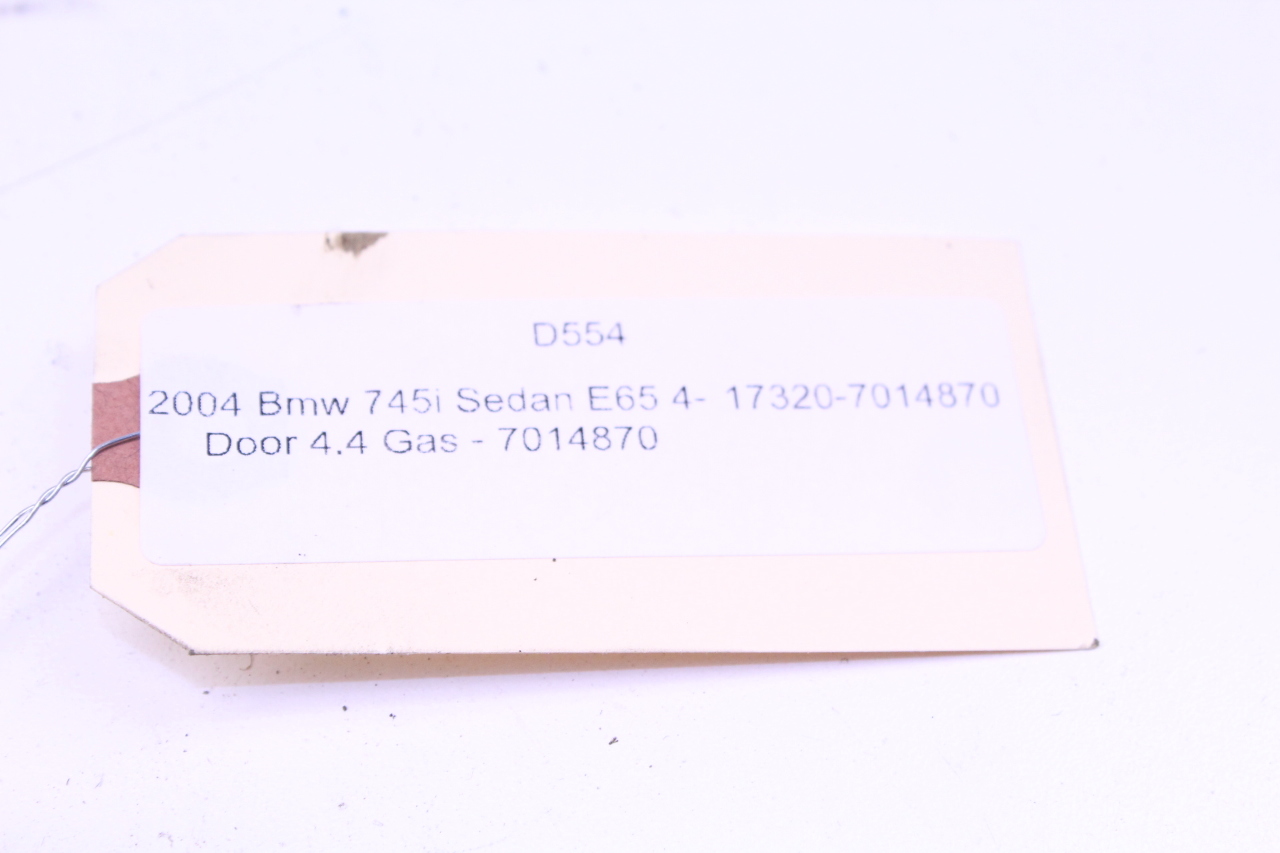 D554
2004 Bmw 745i Sedan E65 4- 17320-7014870
Door 4.4 Gas - 7014870